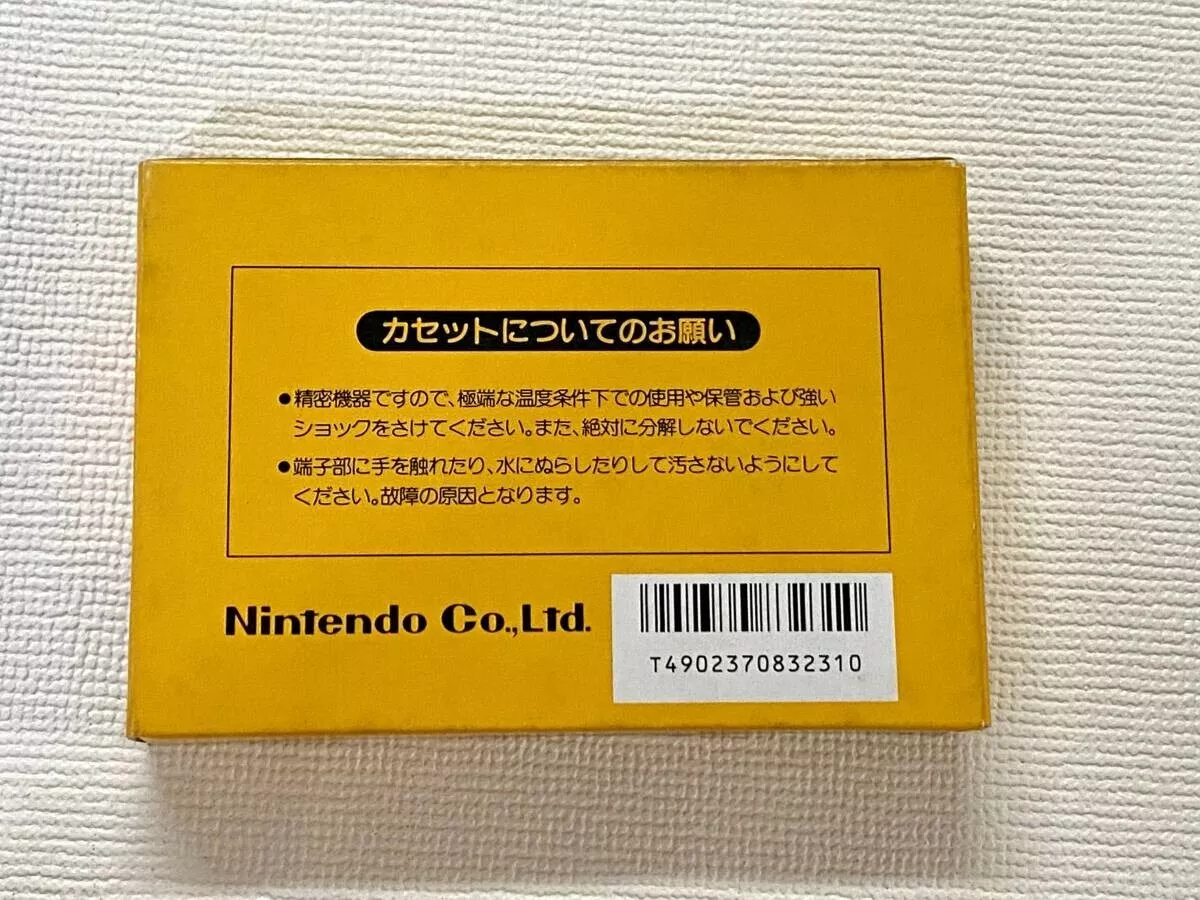 カセットについてのお願い
●精密機器ですので、極端な温度条件下での使用や保管および強い
ショックをさけてください。また、絶対に分解しないでください。
●端子部に手を触れたり、水にぬらしたりして汚さないようにして
ください。故障の原因となります。
Nintendo Co.,Ltd.
T4902370832310